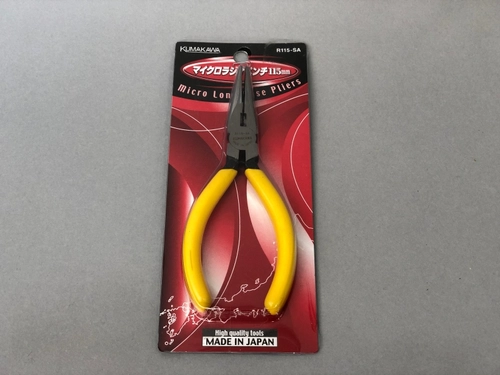 KUMAKAWA R115-SA
マイクロラジ ンチ115mm
Micro Lon se Pliers
High quality tools
MADE IN JAPAN